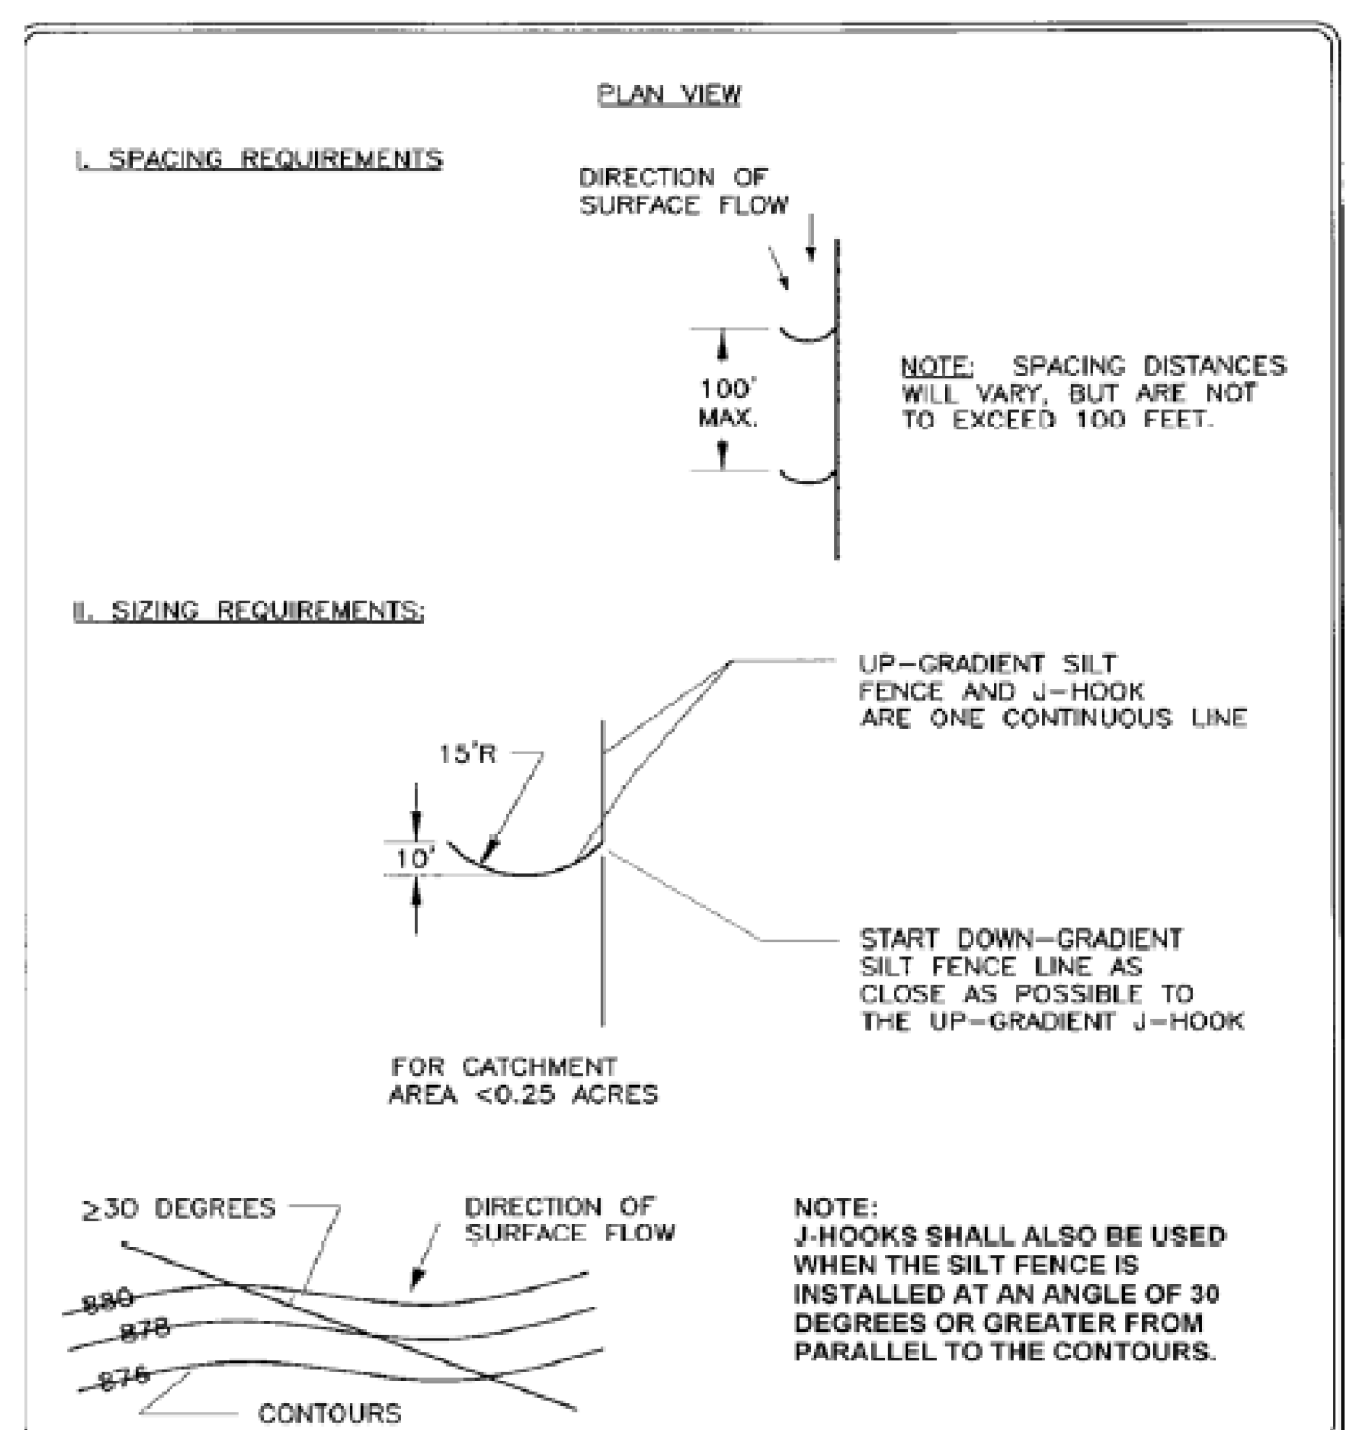 PLAN VIEW
I. SPACING REQUIREMENTS
DIRECTION OF
SURFACE FLOW
100'
MAX.
NOTE: SPACING DISTANCES
WILL VARY, BUT ARE NOT
TO EXCEED 100 FEET.
II. SIZING REQUIREMENTS:
UP-GRADIENT SILT
FENCE AND J-HOOK
ARE ONE CONTINUOUS LINE
15'R
10'
START DOWN-GRADIENT
SILT FENCE LINE AS
CLOSE AS POSSIBLE TO
THE UP-GRADIENT J-HOOK
FOR CATCHMENT
AREA <0.25 ACRES
≥30 DEGREES
DIRECTION OF
SURFACE FLOW
880
878
876
CONTOURS
NOTE:
J-HOOKS SHALL ALSO BE USED
WHEN THE SILT FENCE IS
INSTALLED AT AN ANGLE OF 30
DEGREES OR GREATER FROM
PARALLEL TO THE CONTOURS.